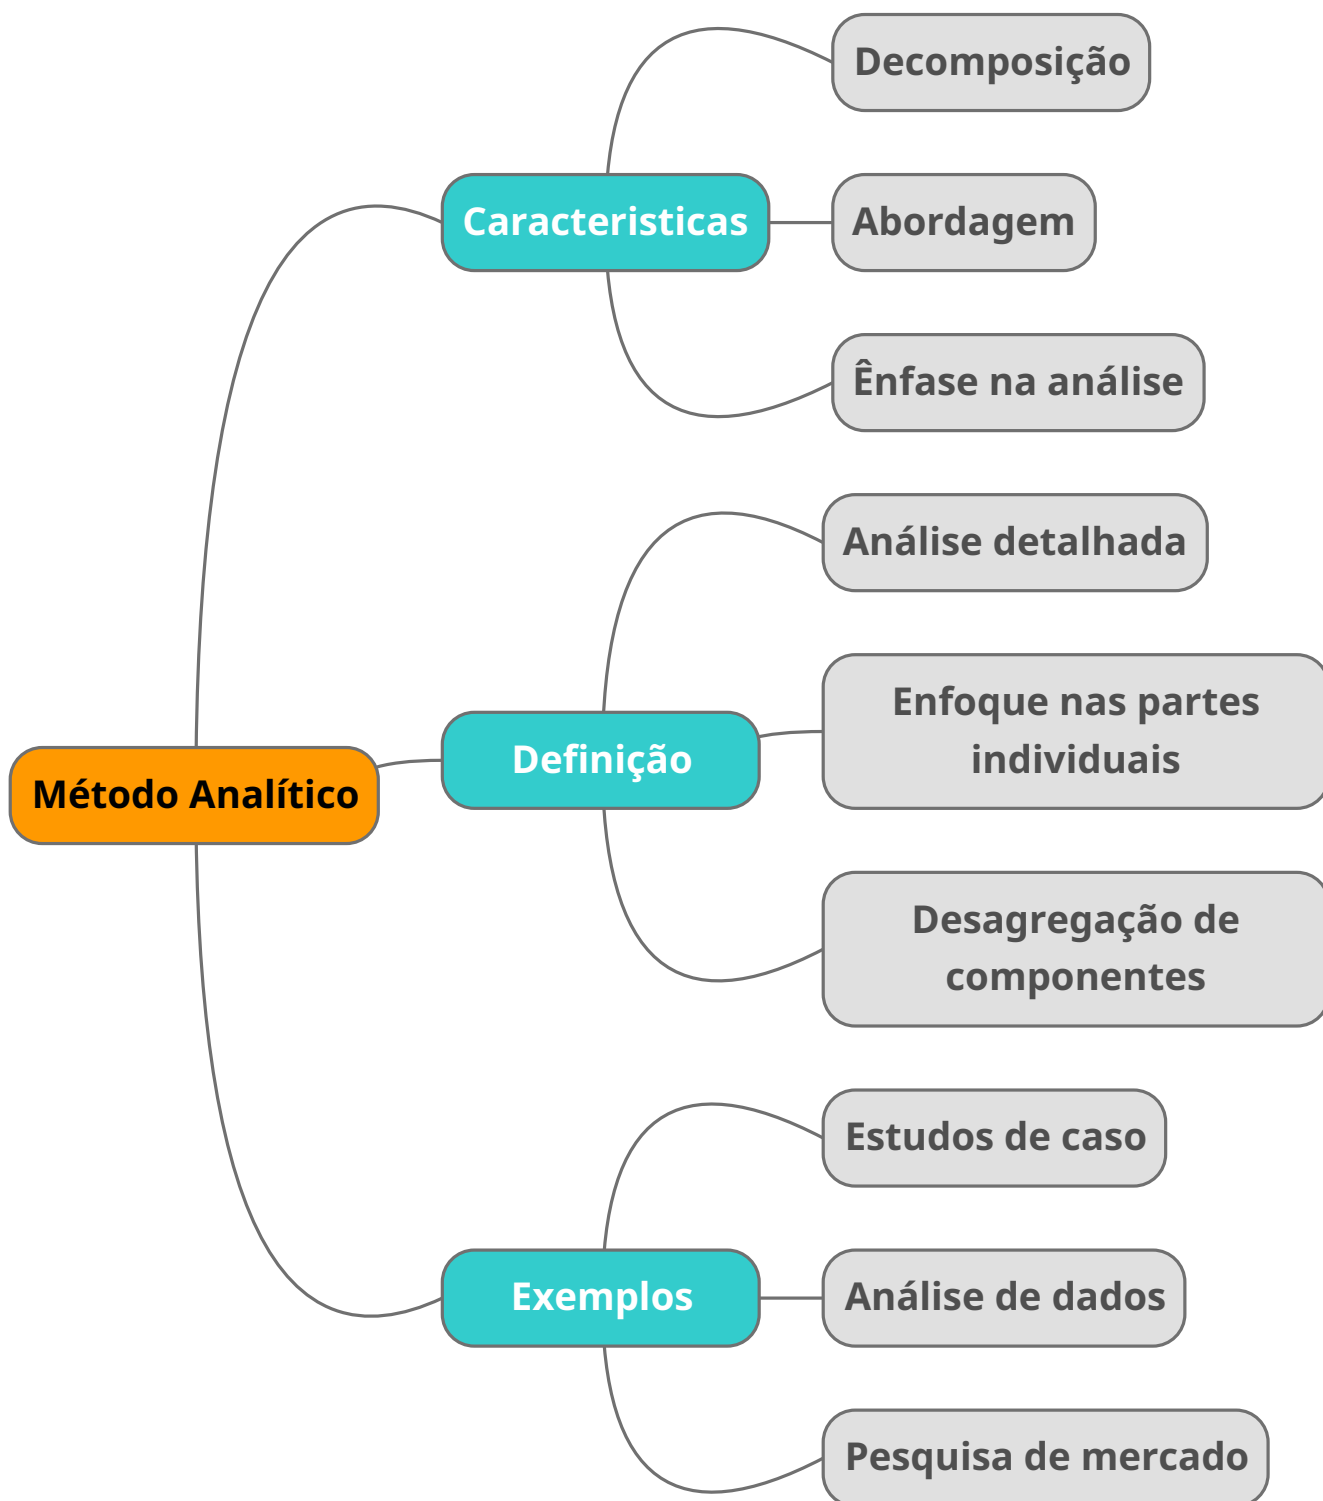 Decomposição
Caracteristicas
Abordagem
Ênfase na análise
Análise detalhada
Enfoque nas partes
individuais
Definição
Método Analítico
Desagregação de
componentes
Estudos de caso
Exemplos
Análise de dados
Pesquisa de mercado